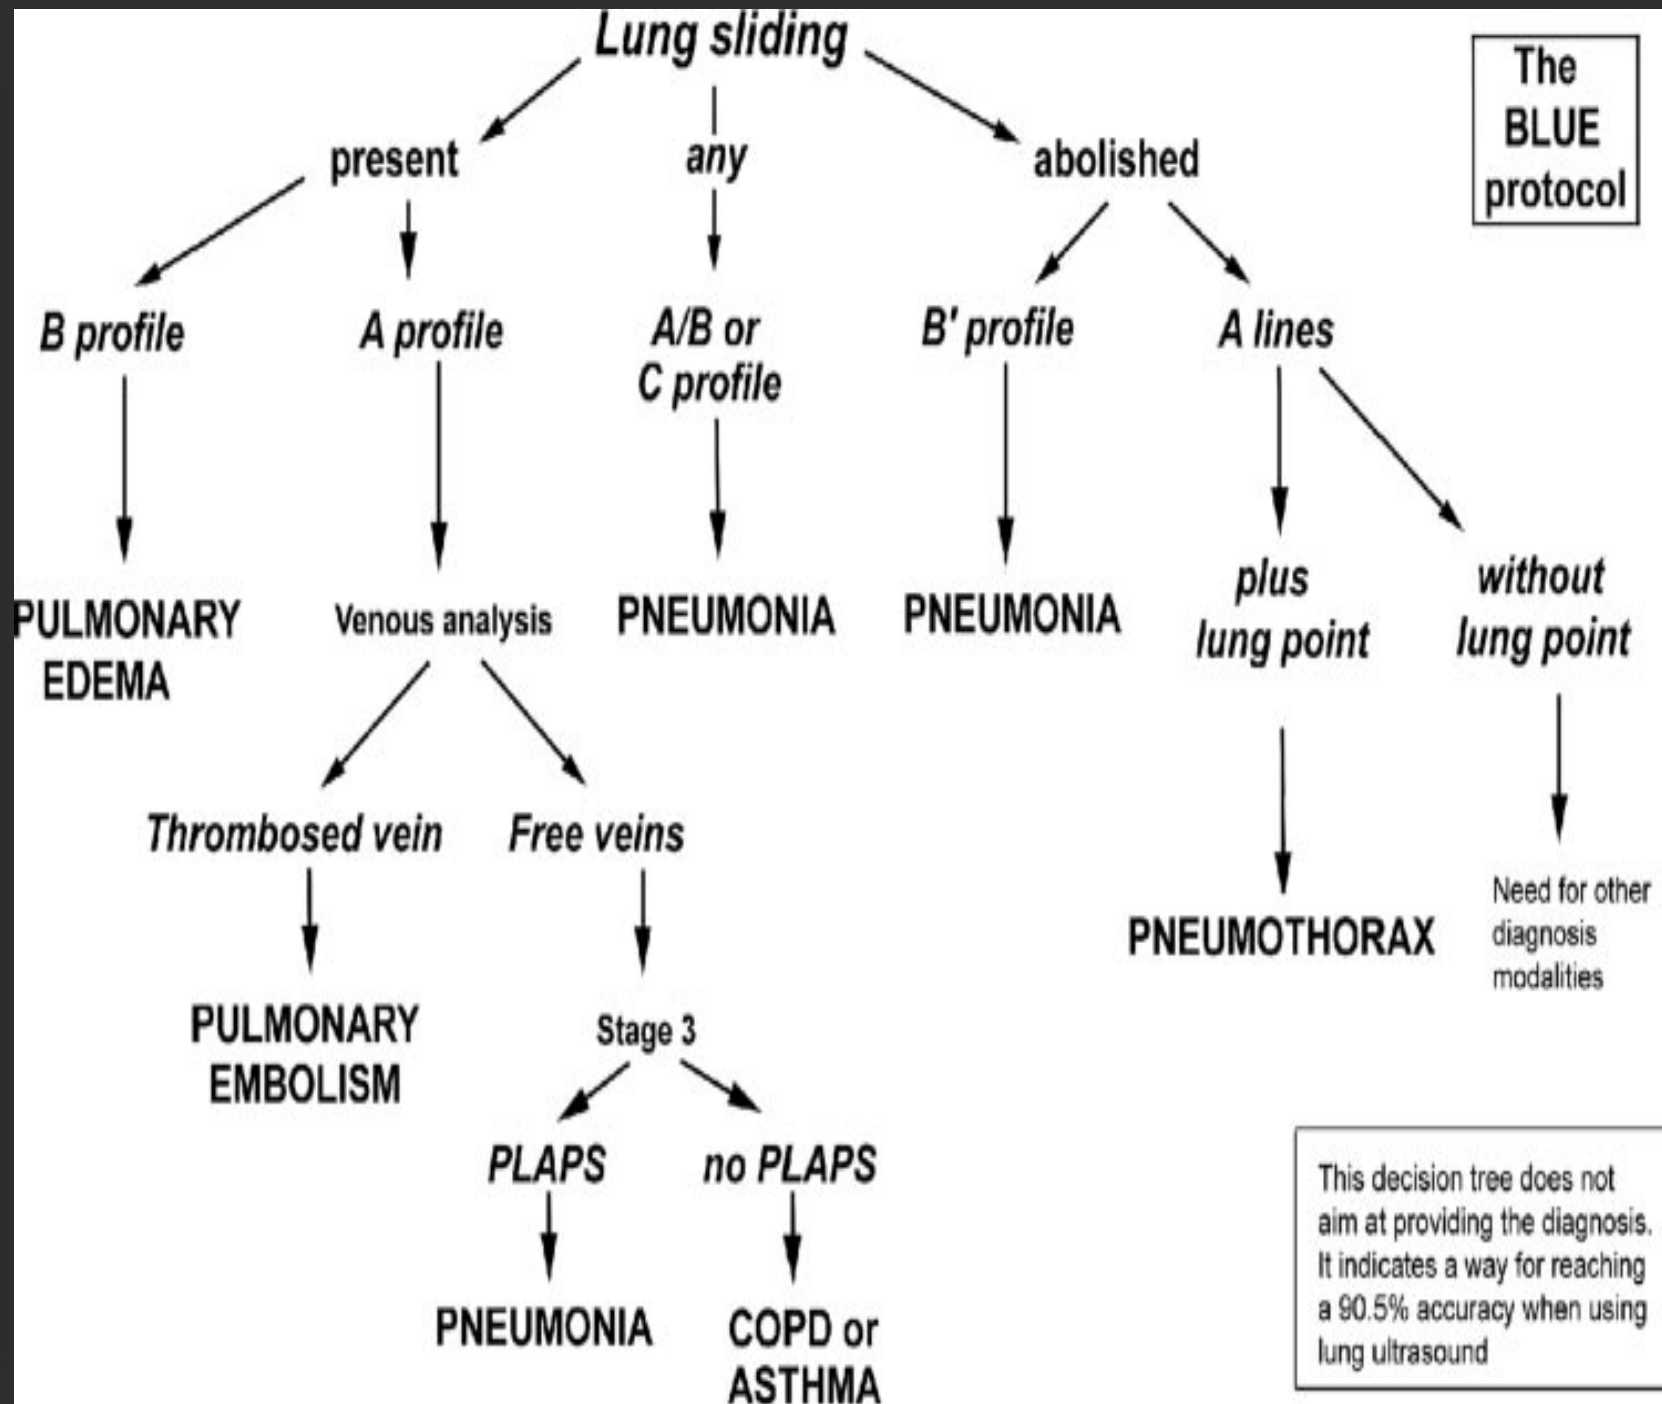 Lung sliding
The
BLUE
protocol
present
any
abolished
B profile
A profile
A/B or
C profile
B' profile
A lines
PULMONARY
EDEMA
Venous analysis
PNEUMONIA
PNEUMONIA
plus
lung point
without
lung point
Thrombosed vein
Free veins
PNEUMOTHORAX
Need for other
diagnosis
modalities
PULMONARY
EMBOLISM
Stage 3
PLAPS
no PLAPS
PNEUMONIA
COPD or
ASTHMA
This decision tree does not
aim at providing the diagnosis.
It indicates a way for reaching
a 90.5% accuracy when using
lung ultrasound